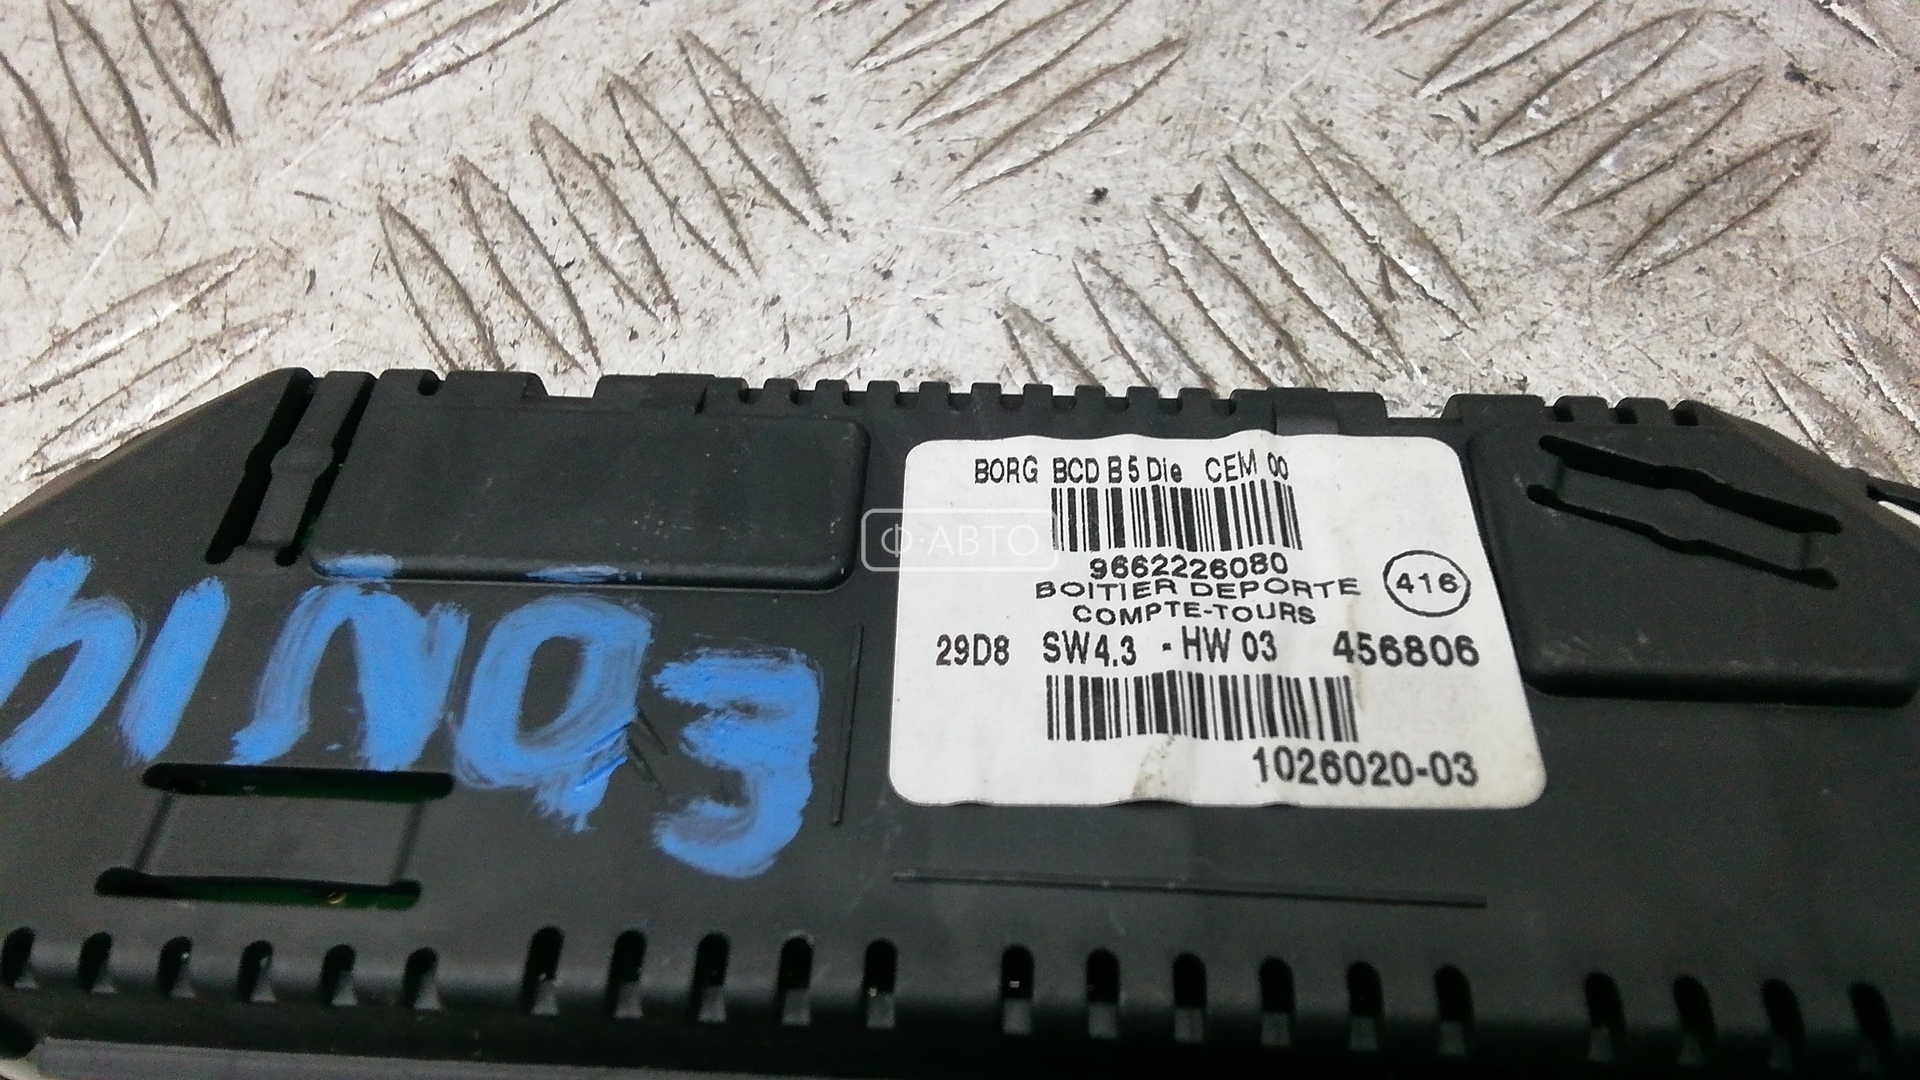 BORG BCD B5 Die CEM 00
9662226080
BOITIER DEPORTE
COMPTE-TOURS
416
29D8 SW4.3 - HW 03 456806
1026020-03
Ф·АВТО